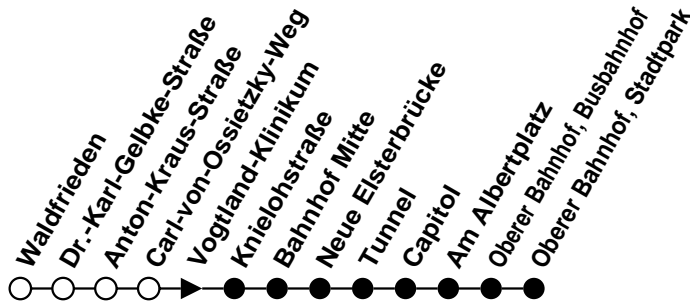 Waldfrieden
Dr.-Karl-Gelbke-Straße
Anton-Kraus-Straße
Carl-von-Ossietzky-Weg
Vogtland-Klinikum
Knielohstraße
Bahnhof Mitte
Neue Elsterbrücke
Tunnel
Capitol
Am Albertplatz
Oberer Bahnhof, Busbahnhof
Oberer Bahnhof, Stadtpark